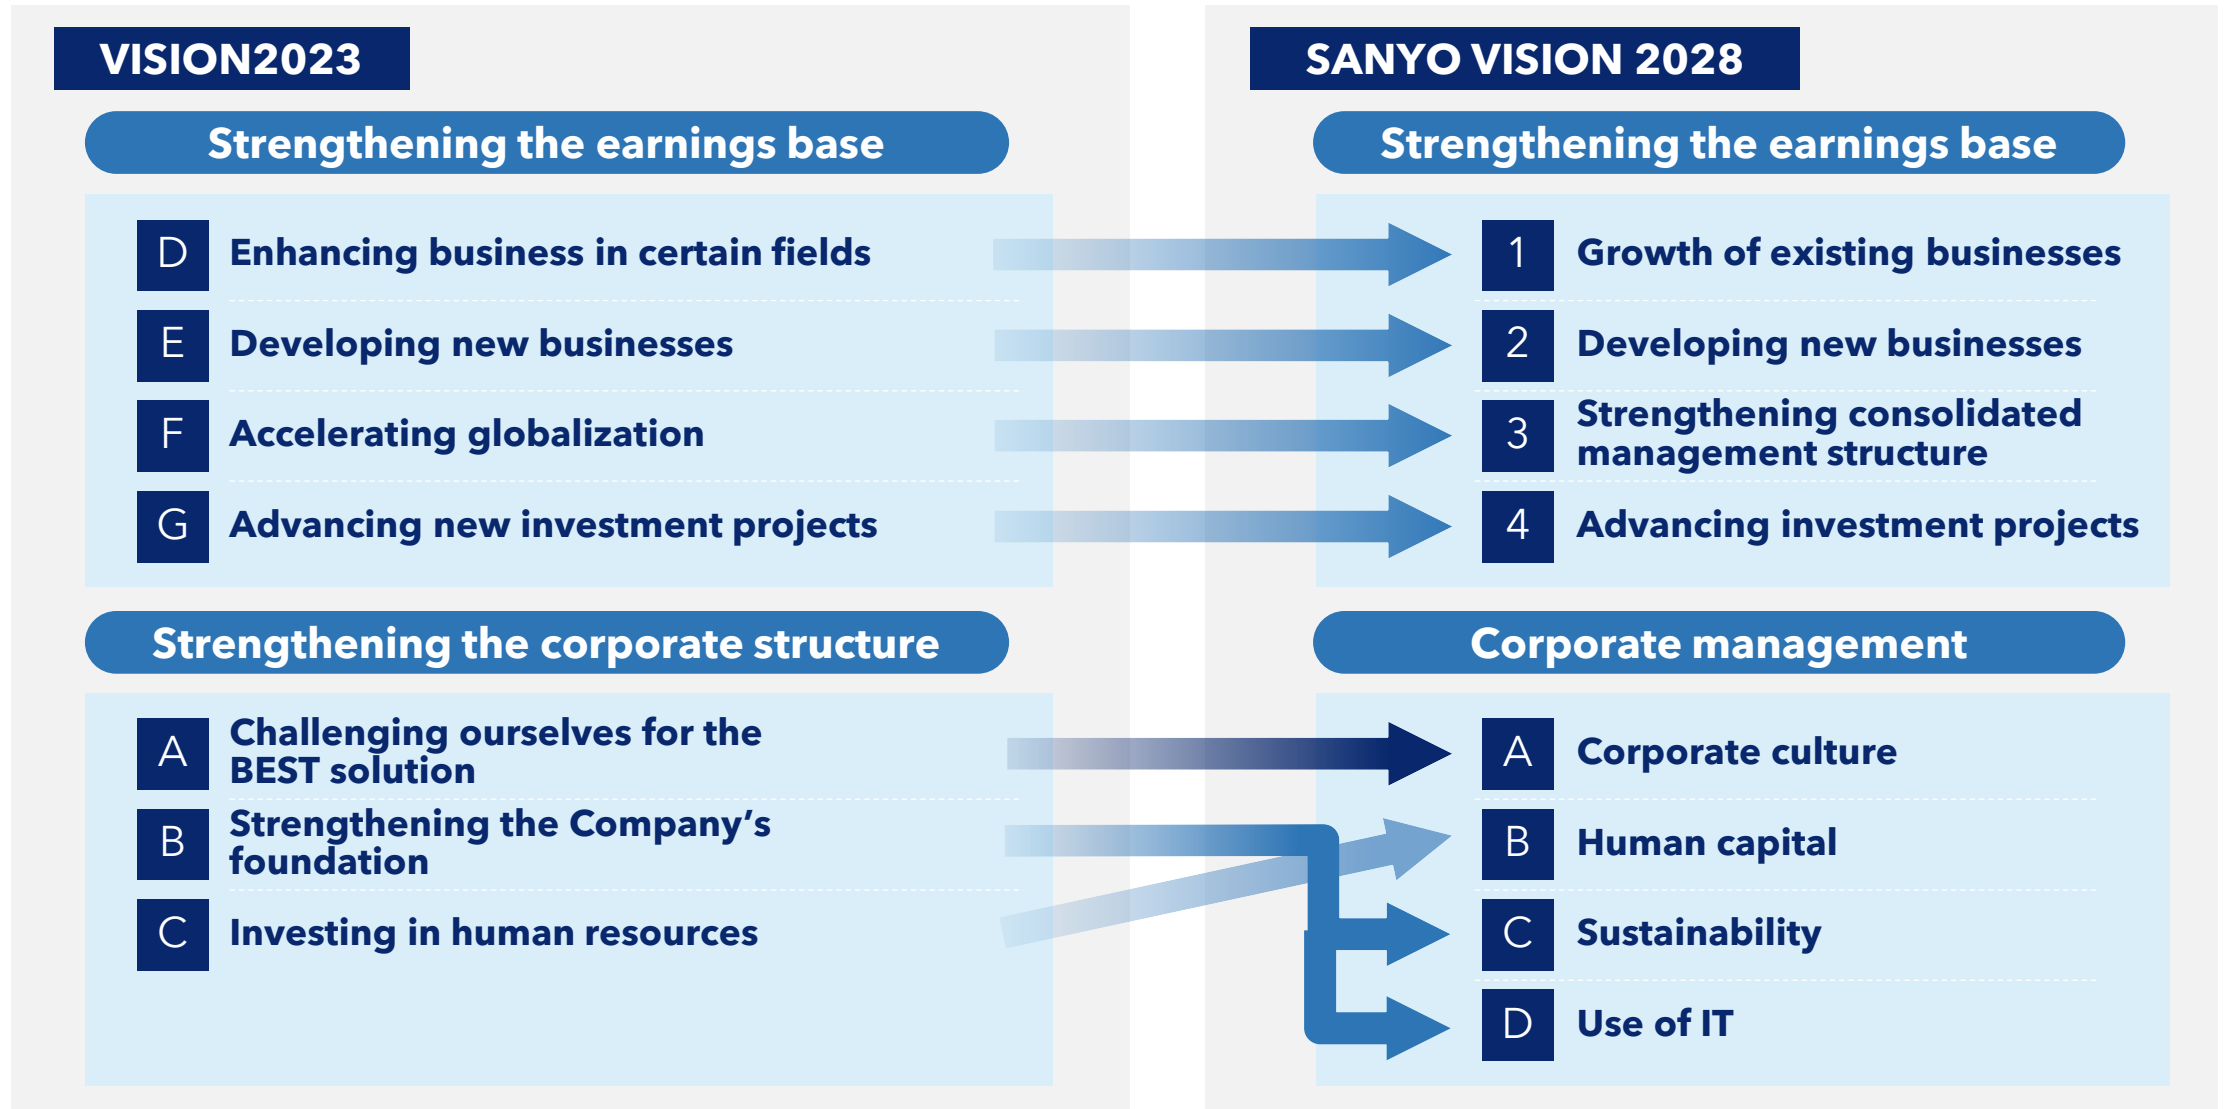 VISION2023
Strengthening the earnings base
D Enhancing business in certain fields
E Developing new businesses
F Accelerating globalization
G Advancing new investment projects
Strengthening the corporate structure
A Challenging ourselves for the
BEST solution
B Strengthening the Company’s
foundation
C Investing in human resources
SANYO VISION 2028
Strengthening the earnings base
1 Growth of existing businesses
2 Developing new businesses
3 Strengthening consolidated
management structure
4 Advancing investment projects
Corporate management
A Corporate culture
B Human capital
C Sustainability
D Use of IT